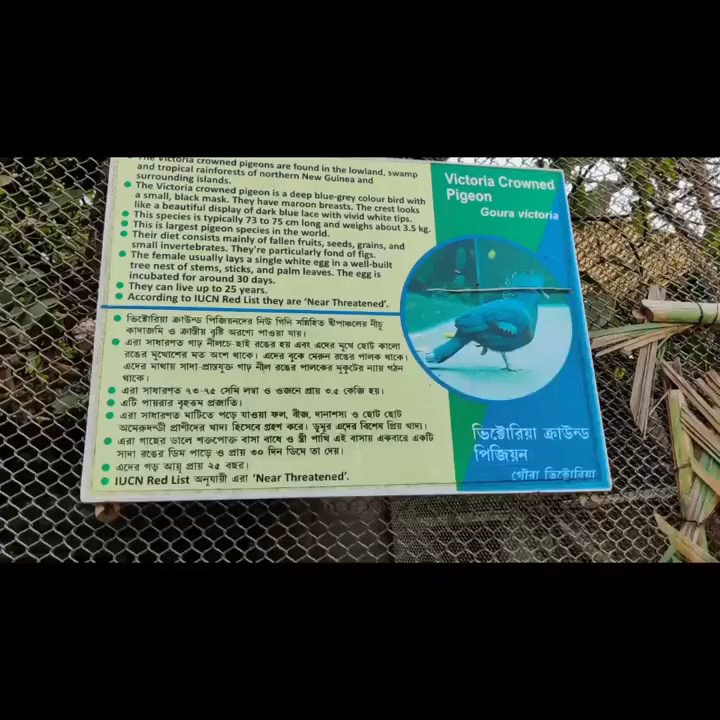 The Victoria crowned pigeons are found in the lowland, swamp
and tropical rainforests of northern New Guinea and
surrounding islands.
The Victoria crowned pigeon is a deep blue-grey colour bird with
a small, black mask. They have maroon breasts. The crest looks
like a beautiful display of dark blue lace with vivid white tips.
This species is typically 73 to 75 cm long and weighs about 3.5 kg.
This is largest pigeon species in the world.
Their diet consists mainly of fallen fruits, seeds, grains, and
small invertebrates. They're particularly fond of figs.
The female usually lays a single white egg in a well-built
tree nest of stems, sticks, and palm leaves. The egg is
incubated for around 30 days.
They can live up to 25 years.
According to IUCN Red List they are 'Near Threatened'.
ভিক্টোরিয়া ক্রাউন্ড পিজিয়নদের নিউ গিনি সন্নিহিত দ্বীপাঞ্চলের নীচু
কাদাজমি ও ক্রান্তীয় বৃষ্টি অরণ্যে পাওয়া যায়।
এরা সাধারণত গাঢ় নীলচে-ছাই রঙের হয় এবং এদের মুখে ছোট কালো
রঙের মুখোশের মত অংশ থাকে। এদের বুকে মেরুন রঙের পালক থাকে।
এদের মাথায় সাদা প্রান্তযুক্ত গাঢ় নীল রঙের পালকের মুকুটের ন্যায় গঠন
থাকে।
এরা সাধারণত ৭৩-৭৫ সেমি লম্বা ও ওজনে প্রায় ৩.৫ কেজি হয়।
এটি পায়রার বৃহত্তম প্রজাতি।
এরা সাধারণত মাটিতে পড়ে যাওয়া ফল, বীজ, দানাশস্য ও ছোট ছোট
অমেরুদন্ডী প্রাণীদের খাদ্য হিসেবে গ্রহণ করে। ডুমুর এদের বিশেষ প্রিয় খাদ্য।
এরা গাছের ডালে শক্তপোক্ত বাসা বাধে ও স্ত্রী পাখি এই বাসায় একবারে একটি
সাদা রঙের ডিম পাড়ে ও প্রায় ৩০ দিন ডিমে তা দেয়।
এদের গড় আয়ু প্রায় ২৫ বছর।
IUCN Red List অনুযায়ী এরা 'Near Threatened'.
Victoria Crowned
Pigeon
Goura victoria
ভিক্টোরিয়া ক্রাউন্ড
পিজিয়ন
গৌরা ভিক্টোরিয়া